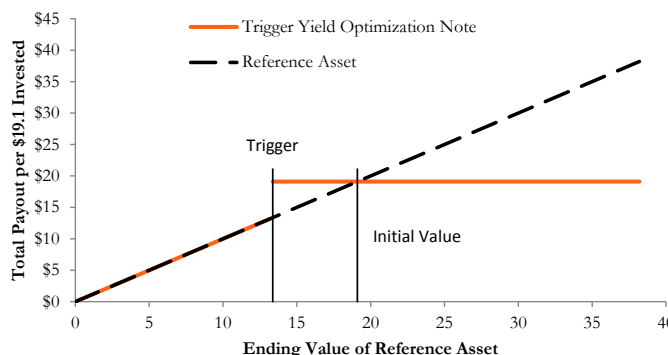 $45
$40
$35
$30
$25
$20
$15
$10
$5
$0
Total Payout per $19.1 Invested
Trigger Yield Optimization Note
Reference Asset
Trigger
Initial Value
0 5 10 15 20 25 30 35 40
Ending Value of Reference Asset